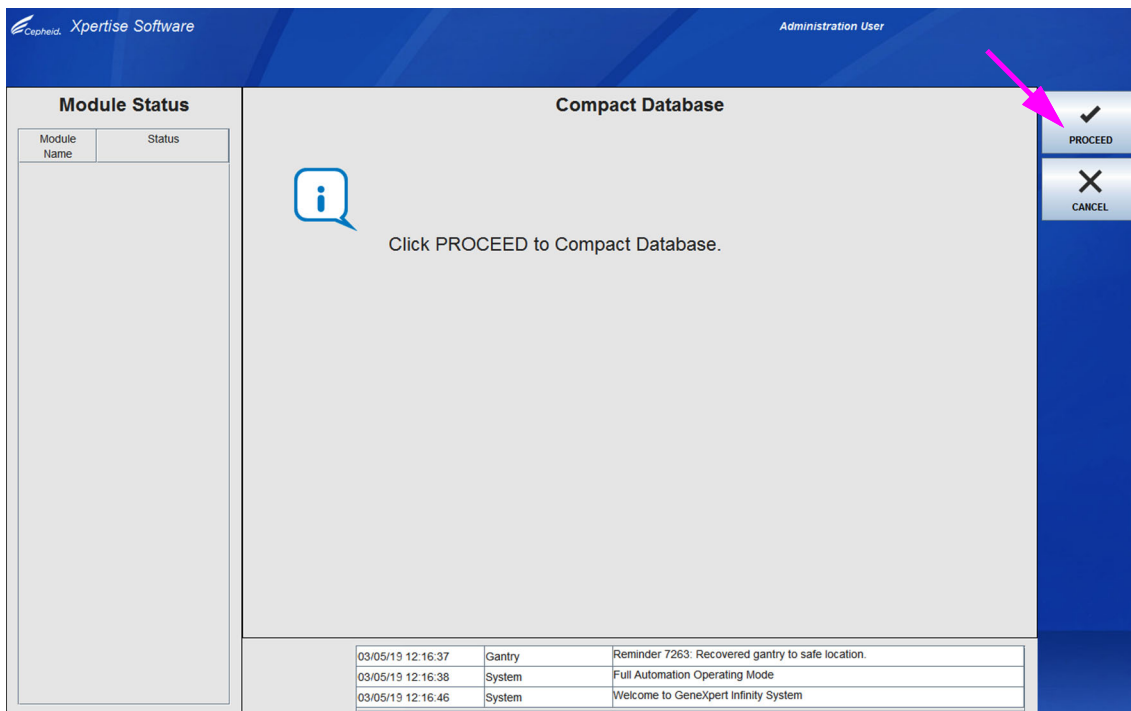 Cepheid. Xpertise Software
Administration User
Module Status
Module Name
Status
Compact Database
PROCEED
CANCEL
i
Click PROCEED to Compact Database.
03/05/19 12:16:37 Gantry Reminder 7263: Recovered gantry to safe location.
03/05/19 12:16:38 System Full Automation Operating Mode
03/05/19 12:16:46 System Welcome to GeneXpert Infinity System